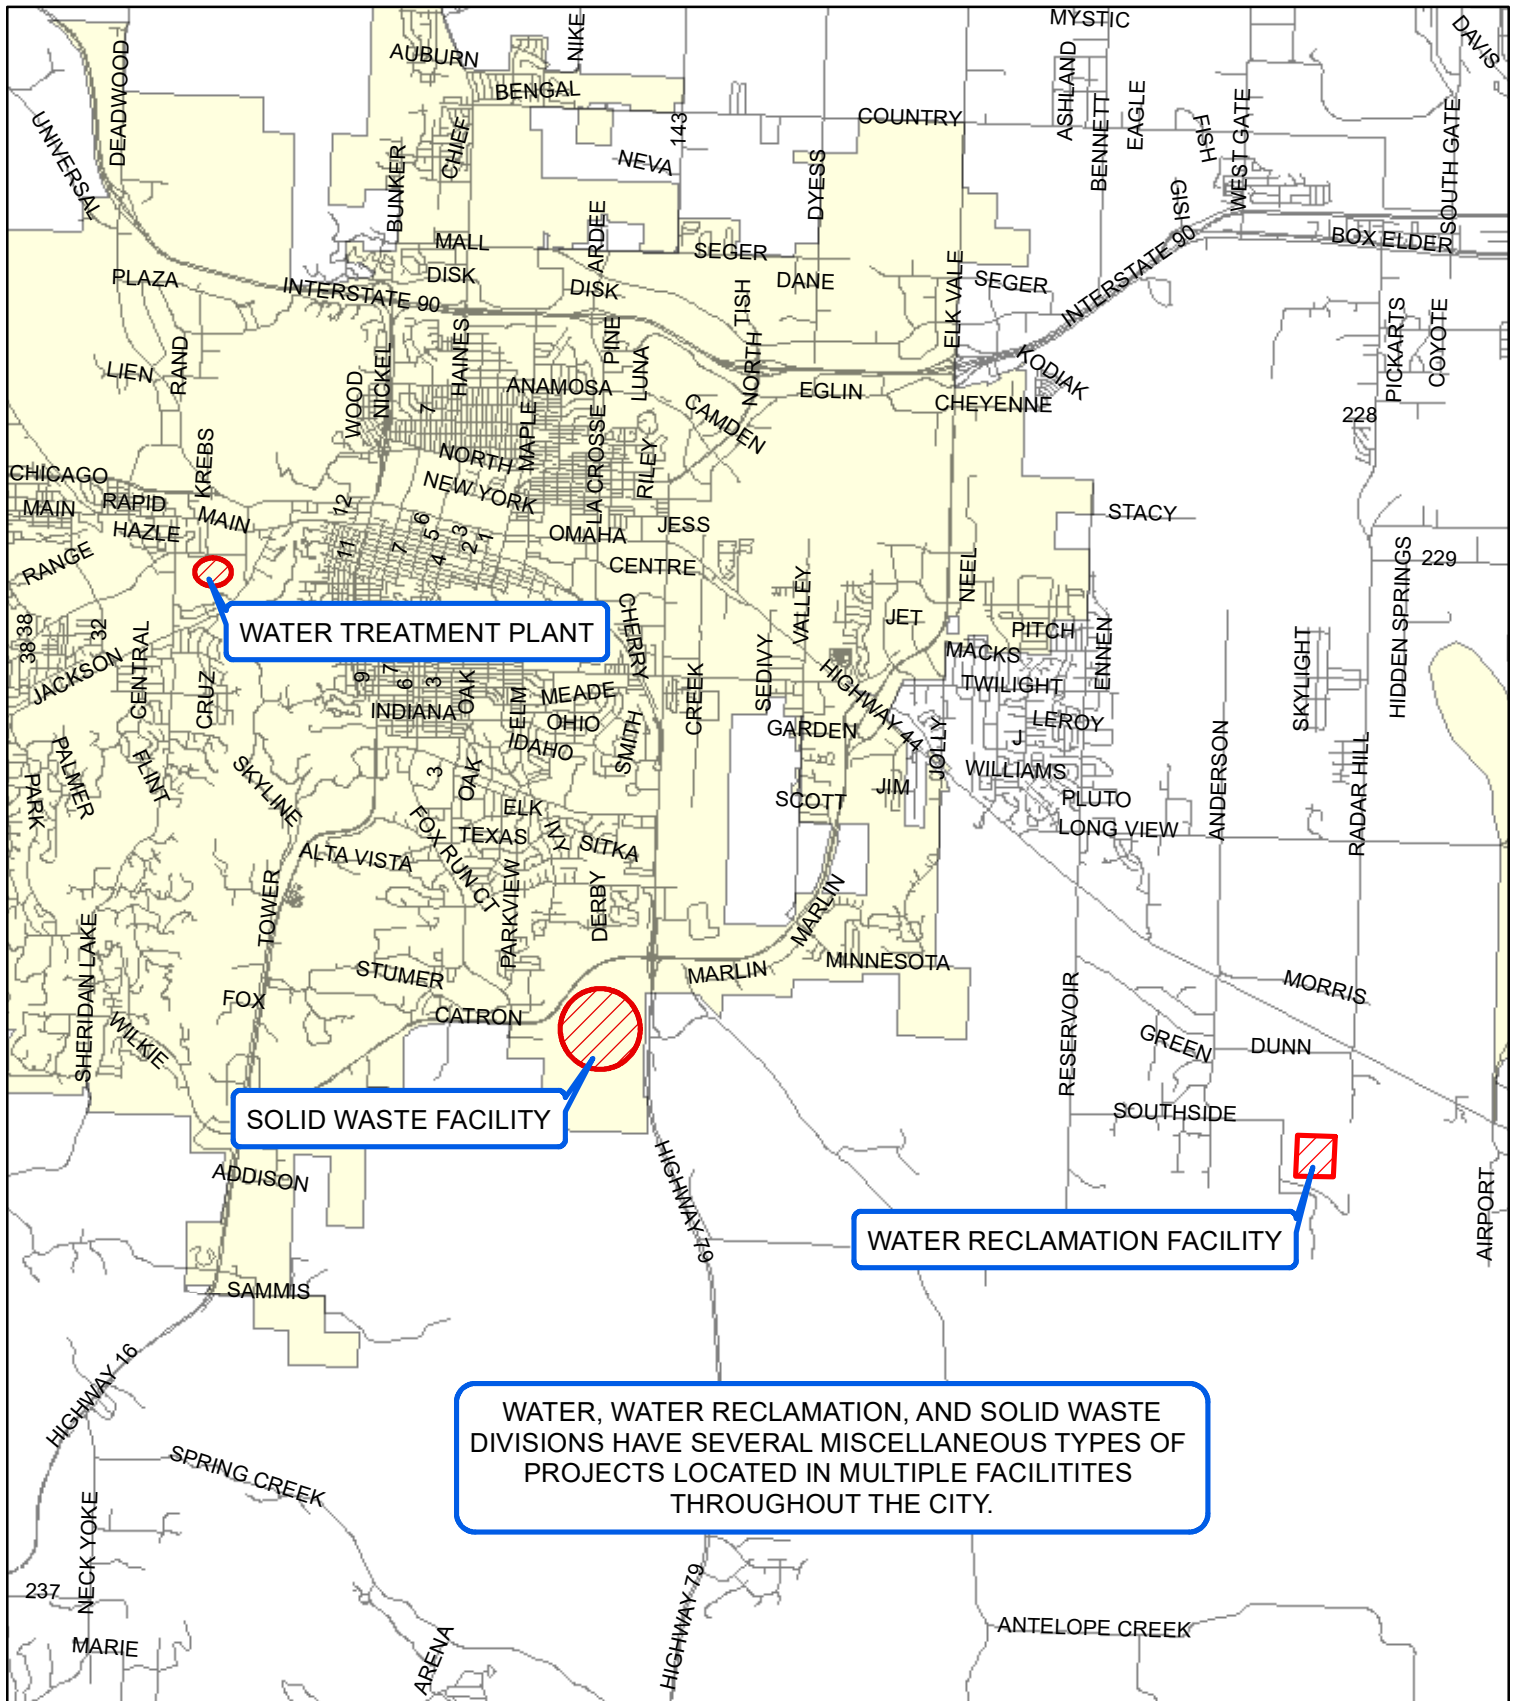 MYSTIC
DAVIS
NIKE
AUBURN
DEADWOOD
BENGAL
ASHLAND
EAGLE
BENNETT
COUNTRY
143
FISH
WEST GATE
SOUTH GATE
UNIVERSAL
CHIEF
BUNKER
NEVA
DYESS
GISI
ARDEE
MALL
SEGER
BOX ELDER
PLAZA
DISK
DISK
DANE
SEGER
INTERSTATE 90
INTERSTATE 90
TISH
ELK VALE
PICKARTS
COYOTE
RAND
LIEN
NICKEL
HAINES
PINE
LUNA
NORTH
KODIAK
WOOD
ANAMOSA
EGLIN
CHEYENNE
7
MAPLE
LA CROSSE
CAMDEN
228
KREBS
NORTH
RILEY
CHICAGO
NEW YORK
RAPID
MAIN
MAIN
12
HAZLE
STACY
6
5
3
2
1
OMAHA
JESS
11
7
4
CENTRE
RANGE
NEEL
229
HIDDEN SPRINGS
VALLEY
CHERRY
WATER TREATMENT PLANT
JET
PITCH
38
38
32
ENNEN
SKYLIGHT
MACKS
JACKSON
CENTRAL
CRUZ
9
7
6
3
OAK
ELM
MEADE
CREEK
SEDIVY
HIGHWAY 44
TWILIGHT
INDIANA
OHIO
GARDEN
LEROY
IDAHO
SMITH
J
JOLLY
ANDERSON
PALMER
FLINT
SKYLINE
3
OAK
WILLIAMS
RADAR HILL
PARK
JIM
SCOTT
PLUTO
ELK
FOX RUN CT
TEXAS
IVY
SITKA
LONG VIEW
ALTA VISTA
TOWER
PARKVIEW
DERBY
MARLIN
SHERIDAN LAKE
STUMER
MARLIN
MINNESOTA
FOX
MORRIS
CATRON
RESERVOIR
WILKIE
GREEN
DUNN
SOLID WASTE FACILITY
SOUTHSIDE
ADDISON
HIGHWAY 79
AIRPORT
WATER RECLAMATION FACILITY
SAMMIS
HIGHWAY 16
WATER, WATER RECLAMATION, AND SOLID WASTE
DIVISIONS HAVE SEVERAL MISCELLANEOUS TYPES OF
PROJECTS LOCATED IN MULTIPLE FACILITITES
THROUGHOUT THE CITY.
SPRING CREEK
NECK YOKE
237
HIGHWAY 79
MARIE
ARENA
ANTELOPE CREEK